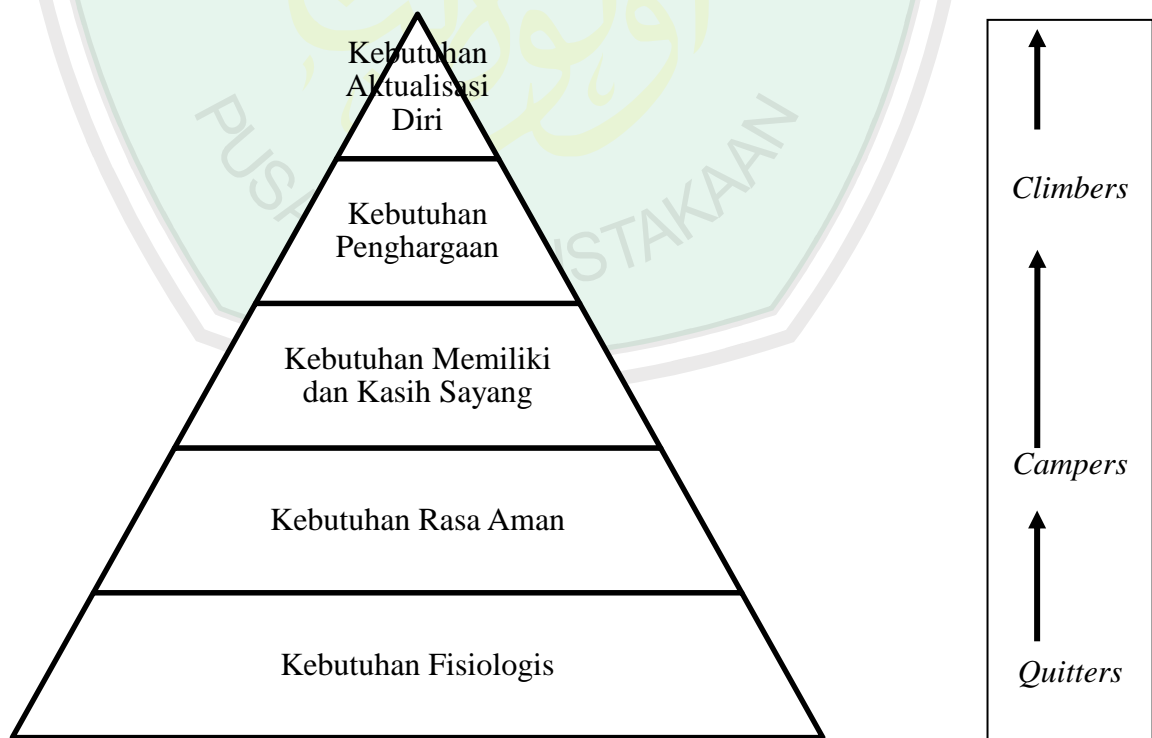 Kebutuhan
Aktualisasi
Diri
Kebutuhan
Penghargaan
Kebutuhan Memiliki
dan Kasih Sayang
Kebutuhan Rasa Aman
Kebutuhan Fisiologis
Climbers
Campers
Quitters